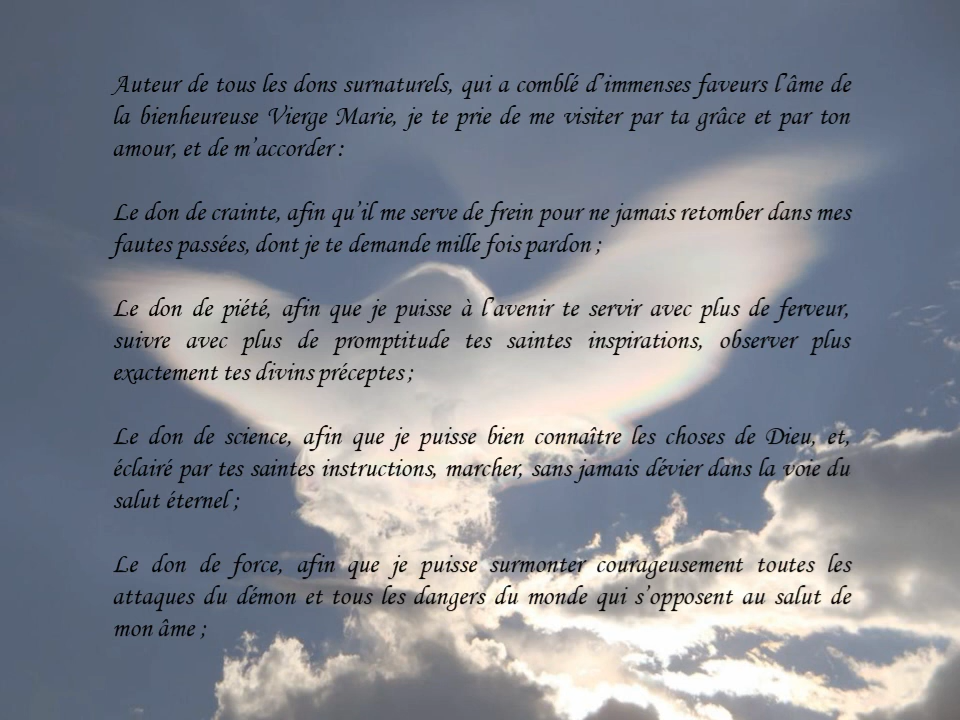 Auteur de tous les dons surnaturels, qui a comblé d’immenses faveurs l’âme de
la bienheureuse Vierge Marie, je te prie de me visiter par ta grâce et par ton
amour, et de m’accorder :
Le don de crainte, afin qu’il me serve de frein pour ne jamais retomber dans mes
fautes passées, dont je te demande mille fois pardon ;
Le don de piété, afin que je puisse à l’avenir te servir avec plus de ferveur,
suivre avec plus de promptitude tes saintes inspirations, observer plus
exactement tes divins préceptes ;
Le don de science, afin que je puisse bien connaître les choses de Dieu, et,
éclairé par tes saintes instructions, marcher, sans jamais dévier dans la voie du
salut éternel ;
Le don de force, afin que je puisse surmonter courageusement toutes les
attaques du démon et tous les dangers du monde qui s’opposent au salut de
mon âme ;